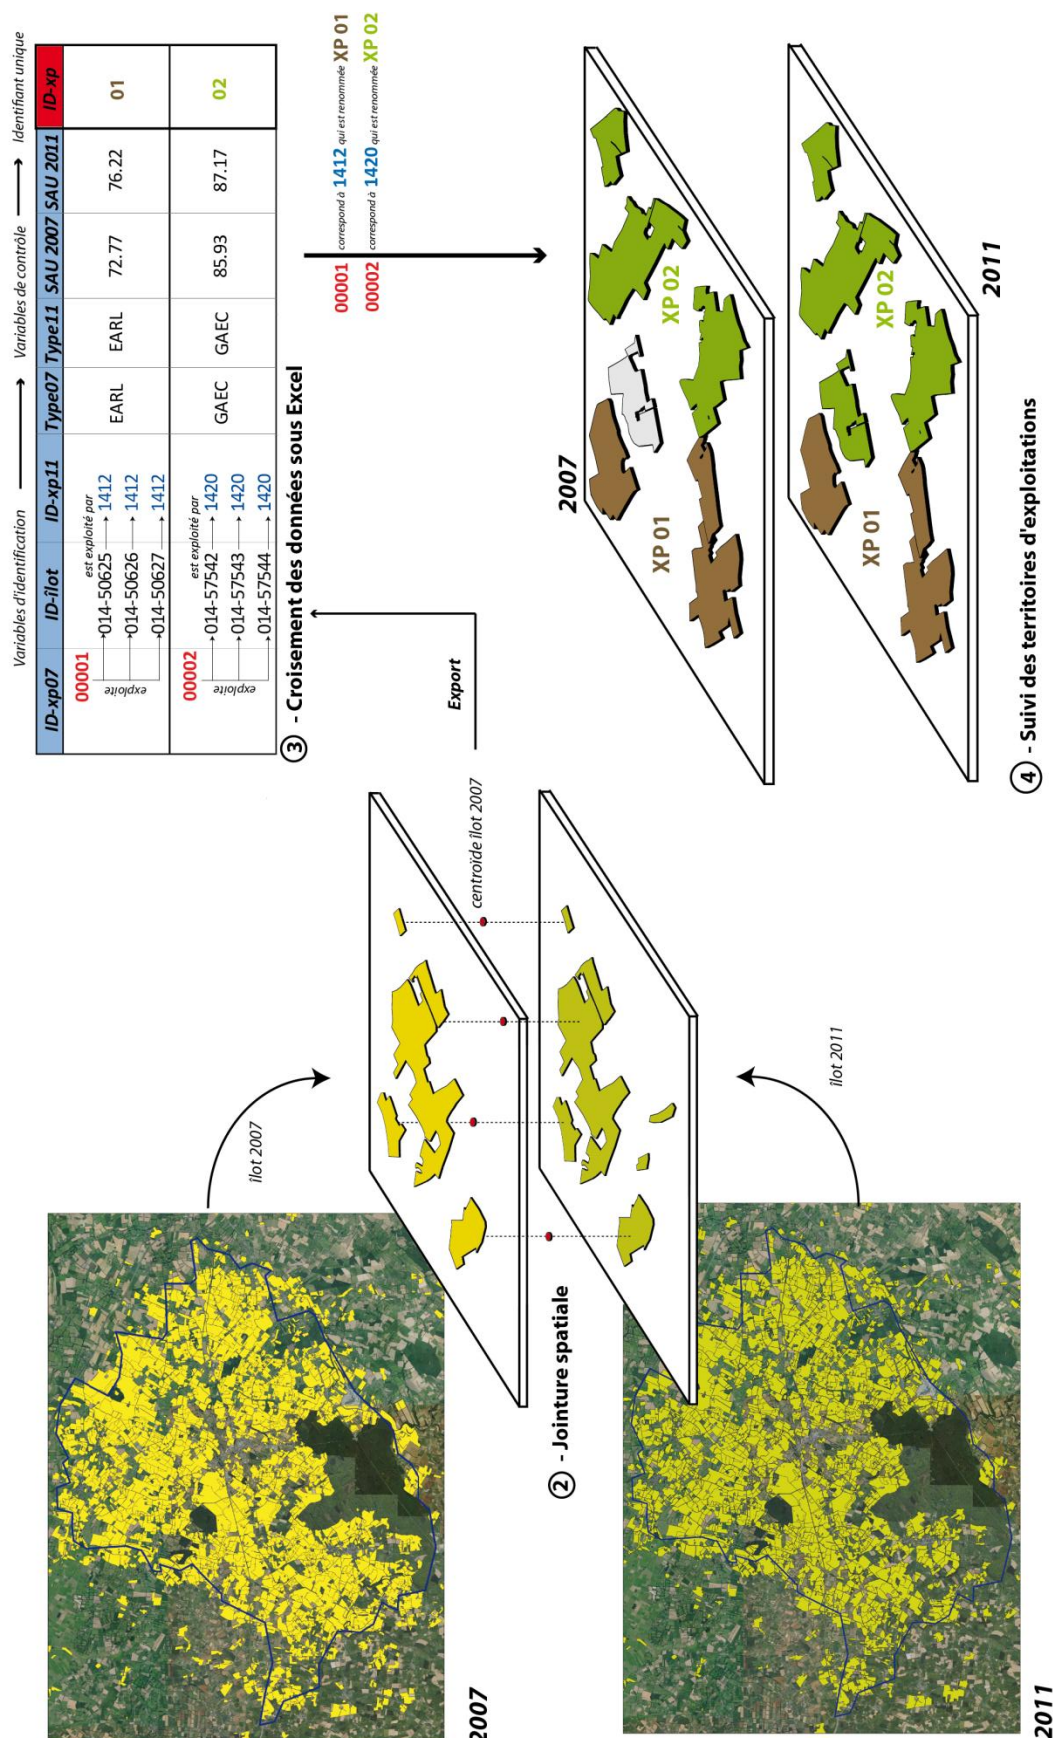 2007
2011
îlot 2007
îlot 2011
② - Jointure spatiale
centroïde îlot 2007
Export
Variables d'identification
Variables de contrôle
Identifiant unique
ID-xp07 ID-îlot ID-xp11 Type07 Type11 SAU 2007 SAU 2011 ID-xp
est exploité par
00001
exploite
014-50625 1412
014-50626 1412
014-50627 1412
EARL EARL 72.77 76.22 01
est exploité par
00002
exploite
014-57542 1420
014-57543 1420
014-57544 1420
GAEC GAEC 85.93 87.17 02
③ - Croisement des données sous Excel
00001 correspond à 1412 qui est renommée XP 01
00002 correspond à 1420 qui est renommée XP 02
2007
XP 01
XP 02
XP 01
XP 02
2011
④ - Suivi des territoires d'exploitations